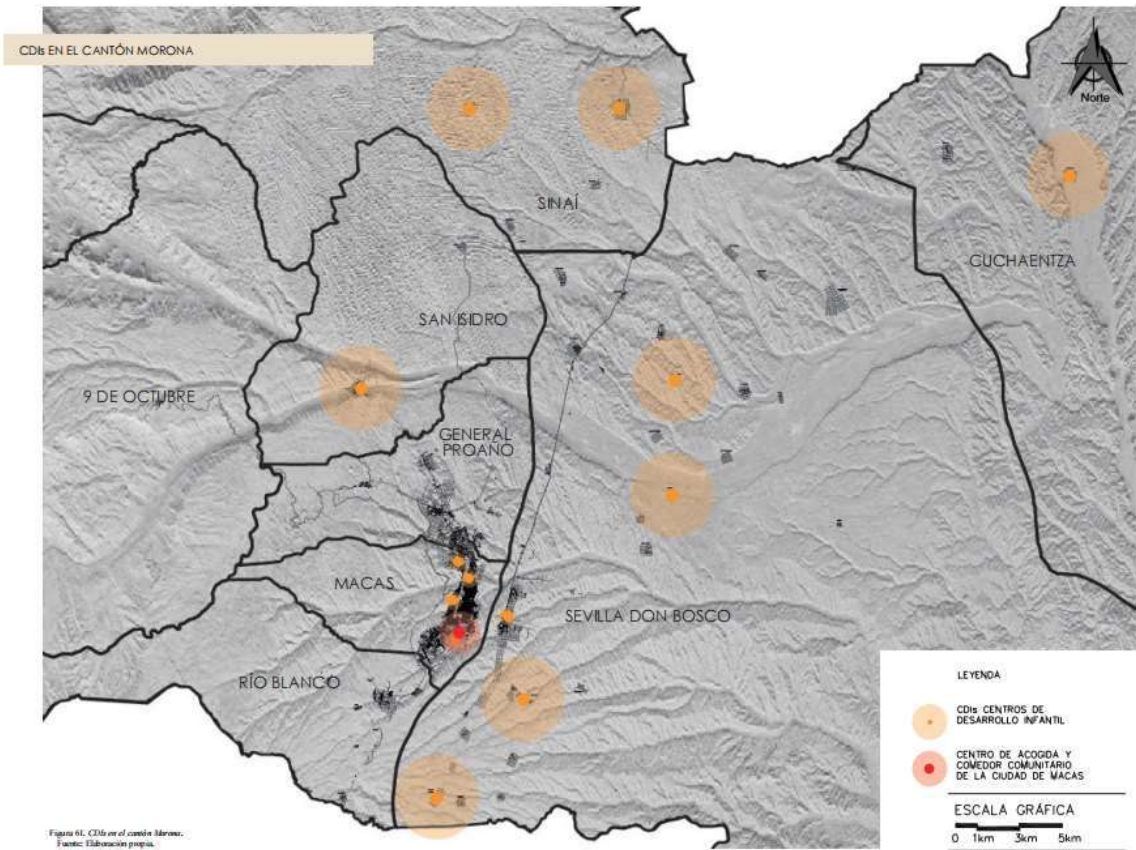 CDIs EN EL CANTÓN MORONA
Norte
SINAÍ
CUCHAENTZA
SAN ISIDRO
9 DE OCTUBRE
GENERAL
PROAÑO
MACAS
SEVILLA DON BOSCO
RÍO BLANCO
LEYENDA
CDIs CENTROS DE
DESARROLLO INFANTIL
CENTRO DE ACOGIDA Y
COMEDOR COMUNITARIO
DE LA CIUDAD DE MACAS
ESCALA GRÁFICA
0 1km 3km 5km
Figura 61. CDIs en el cantón Morona.
Fuente: Elaboración propia.